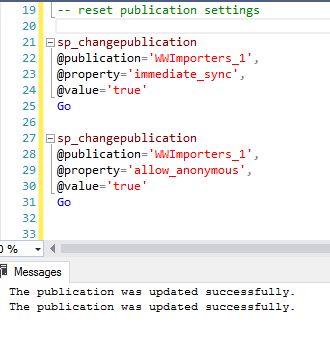 19 -- reset publication settings
20
21 sp_changepublication
22 @publication='WWImporters_1',
23 @property='immediate_sync',
24 @value='true'
25 Go
26
27 sp_changepublication
28 @publication='WWImporters_1',
29 @property='allow_anonymous',
30 @value='true'
31 Go
32
33
0 %
Messages
The publication was updated successfully.
The publication was updated successfully.